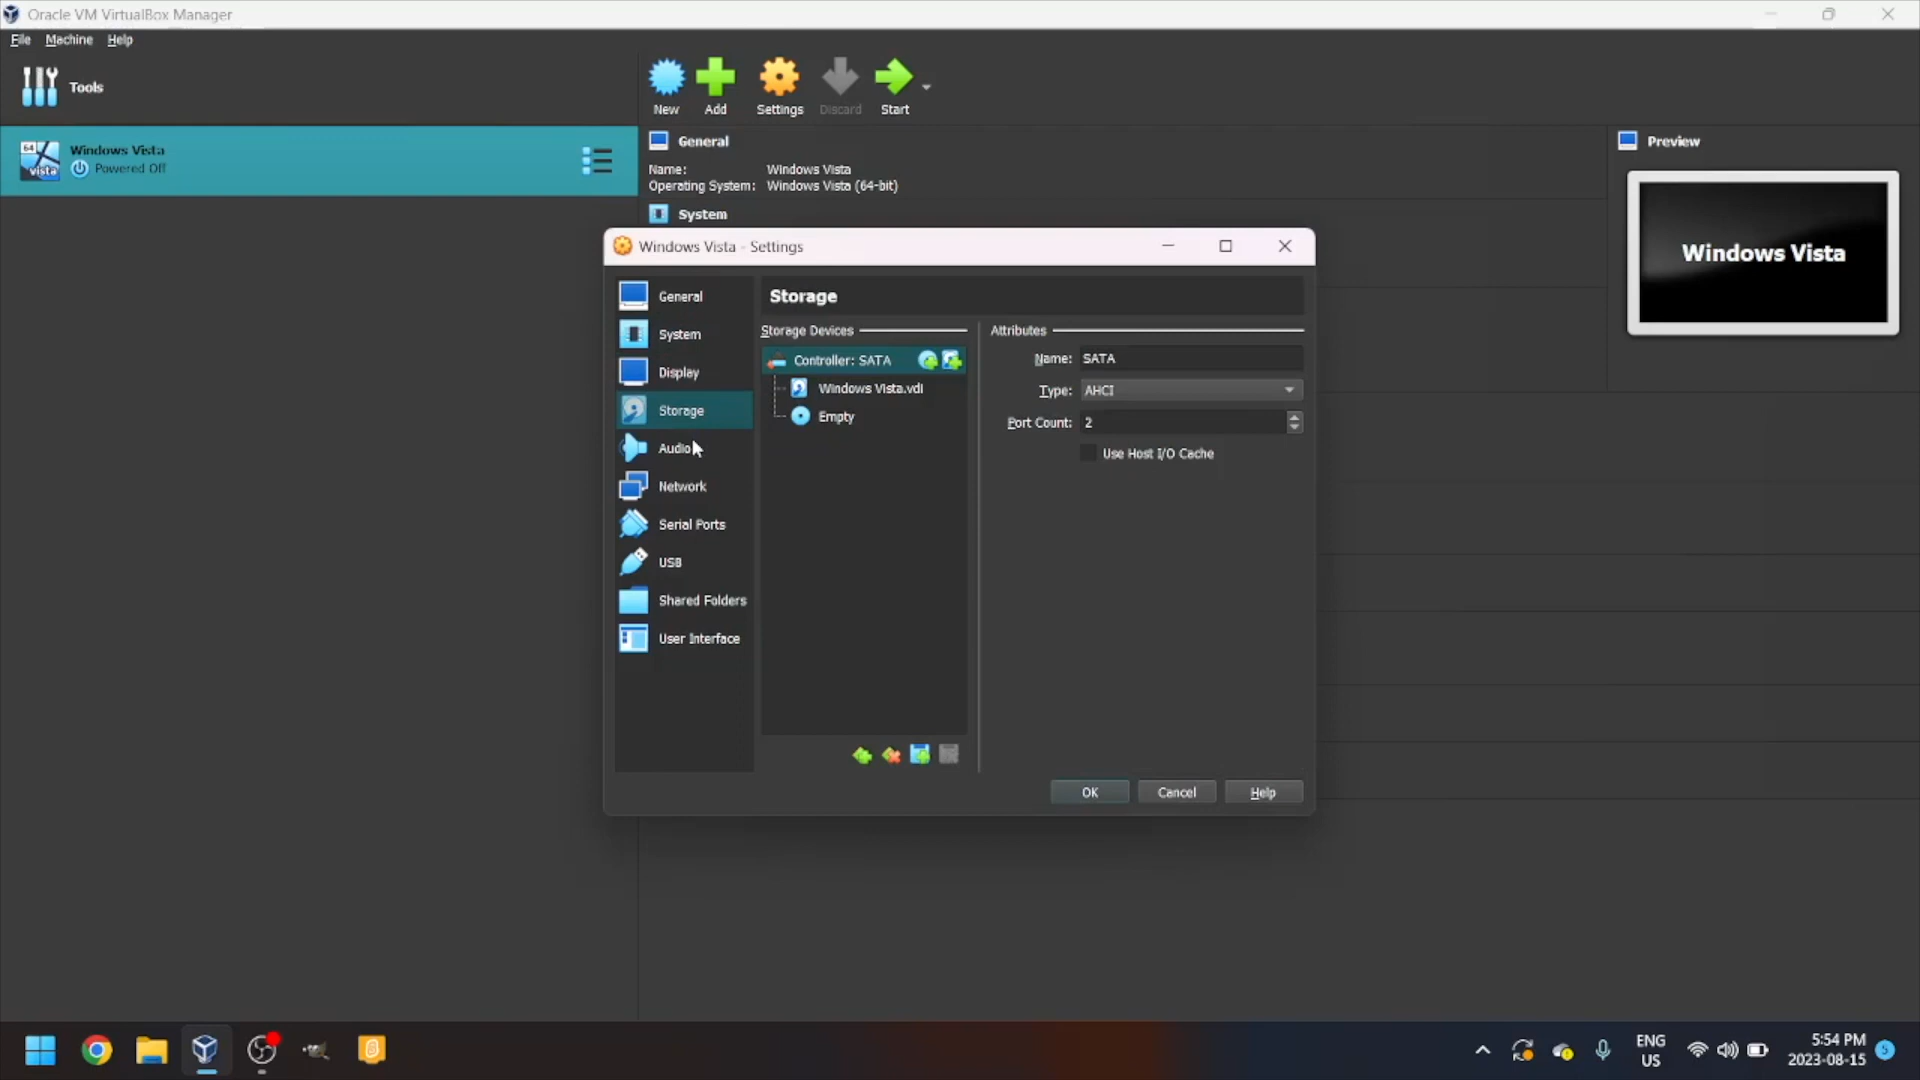 Oracle VM VirtualBox Manager
File Machine Help
Tools
New Add Settings Discard Start
64
vista
Windows Vista
Powered Off
General
Name: Windows Vista
Operating System: Windows Vista (64-bit)
System
Preview
Windows Vista
Windows Vista - Settings
General
System
Display
Storage
Audio
Network
Serial Ports
USB
Shared Folders
User Interface
Storage
Storage Devices
Controller: SATA
Windows Vista.vdi
Empty
Attributes
Name: SATA
Type: AHCI
Port Count: 2
Use Host I/O Cache
OK Cancel Help
ENG
US
5:54 PM
2023-08-15
5